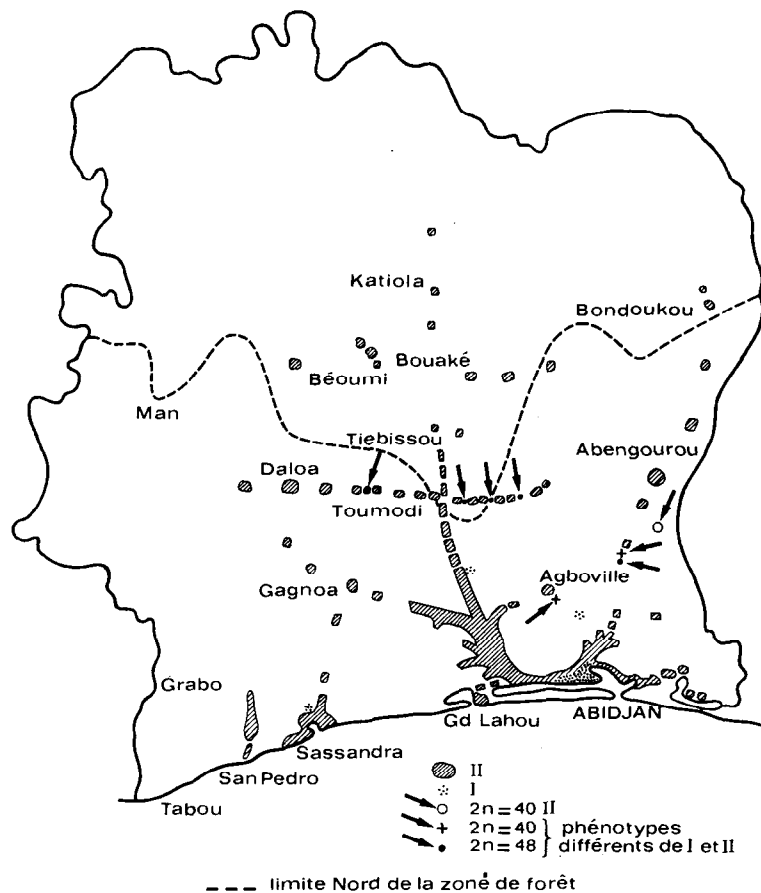 Katiola
Bondoukou
Bouaké
Béoumi
Man
Tiebissou
Abengourou
Daloa
Toumodi
Agboville
Gagnoa
Grabo
Gd Lahou
ABIDJAN
Sassandra
San Pedro
Tabou
II
I
2n = 40 II
2n = 40 } phénotypes
2n = 48 } différents de I et II
limite Nord de la zone de forêt